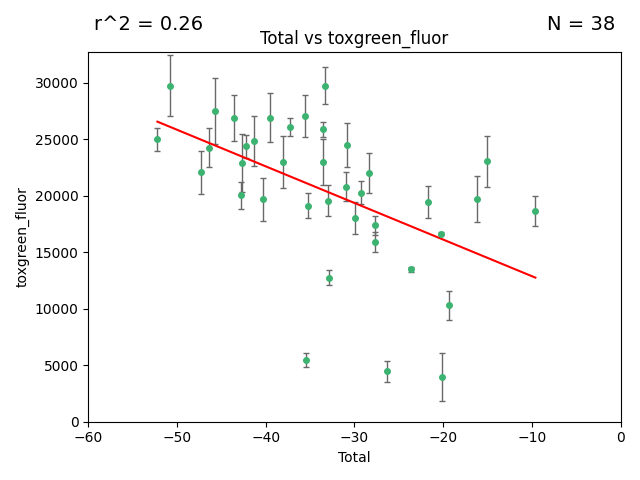 r^2 = 0.26
N = 38
Total vs toxgreen_fluor
30000
25000
20000
15000
10000
5000
0
toxgreen_fluor
−60
−50
−40
−30
−20
−10
0
Total